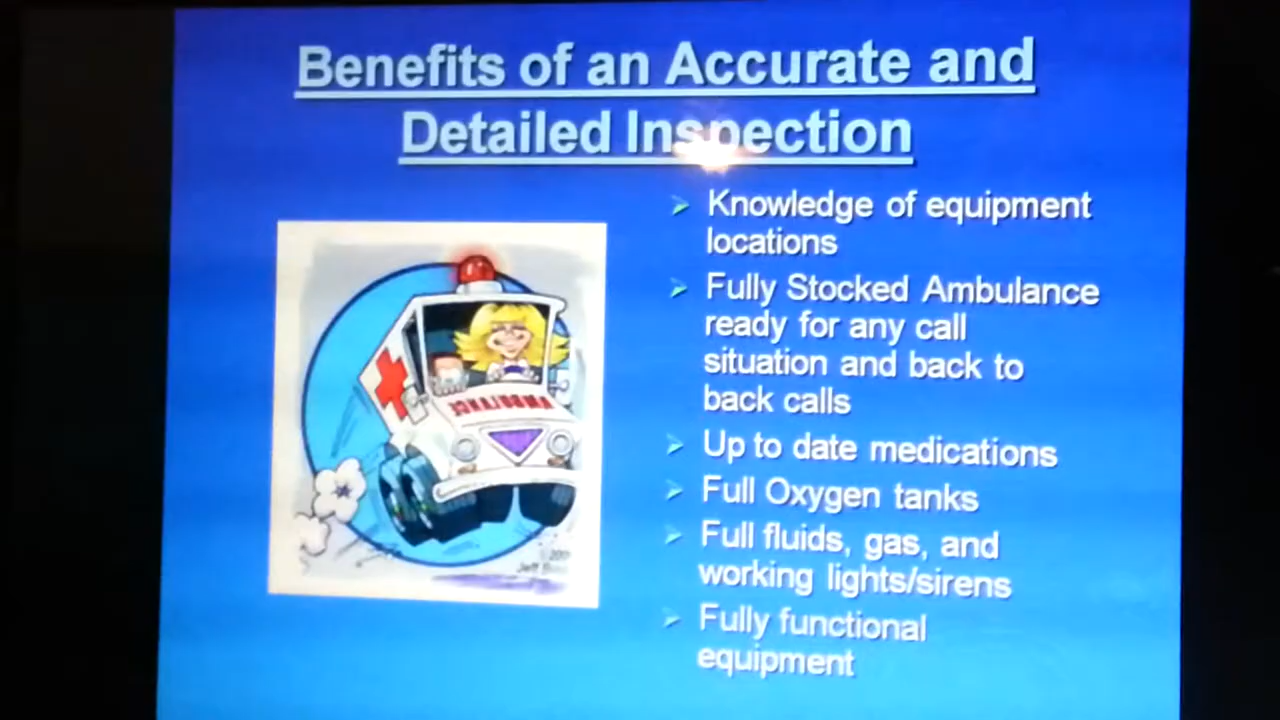 Benefits of an Accurate and
Detailed Inspection
Knowledge of equipment
locations
Fully Stocked Ambulance
ready for any call
situation and back to
back calls
Up to date medications
Full Oxygen tanks
Full fluids, gas, and
working lights/sirens
Fully functional
equipment